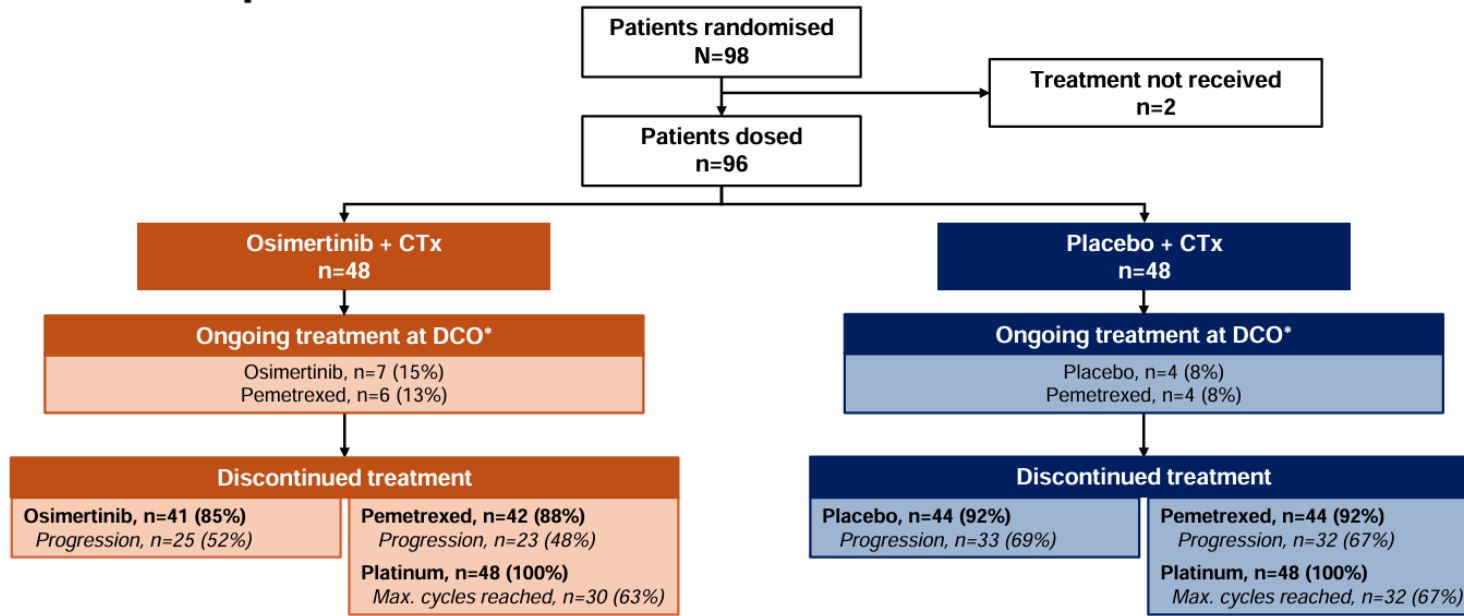 Patients randomised
N=98
Treatment not received
n=2
Patients dosed
n=96
Osimertinib + CTx
n=48
Placebo + CTx
n=48
Ongoing treatment at DCO*
Osimertinib, n=7 (15%)
Pemetrexed, n=6 (13%)
Ongoing treatment at DCO*
Placebo, n=4 (8%)
Pemetrexed, n=4 (8%)
Discontinued treatment
Osimertinib, n=41 (85%)
Progression, n=25 (52%)
Pemetrexed, n=42 (88%)
Progression, n=23 (48%)
Platinum, n=48 (100%)
Max. cycles reached, n=30 (63%)
Discontinued treatment
Placebo, n=44 (92%)
Progression, n=33 (69%)
Pemetrexed, n=44 (92%)
Progression, n=32 (67%)
Platinum, n=48 (100%)
Max. cycles reached, n=32 (67%)